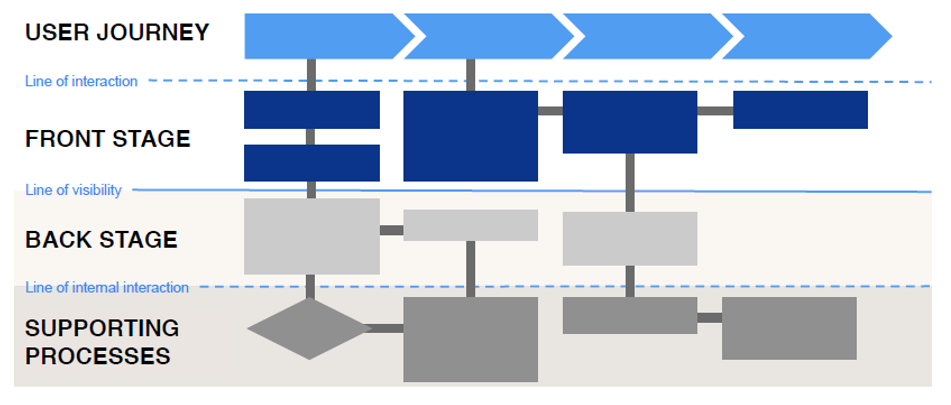 USER JOURNEY
Line of interaction
FRONT STAGE
Line of visibility
BACK STAGE
Line of internal interaction
SUPPORTING
PROCESSES